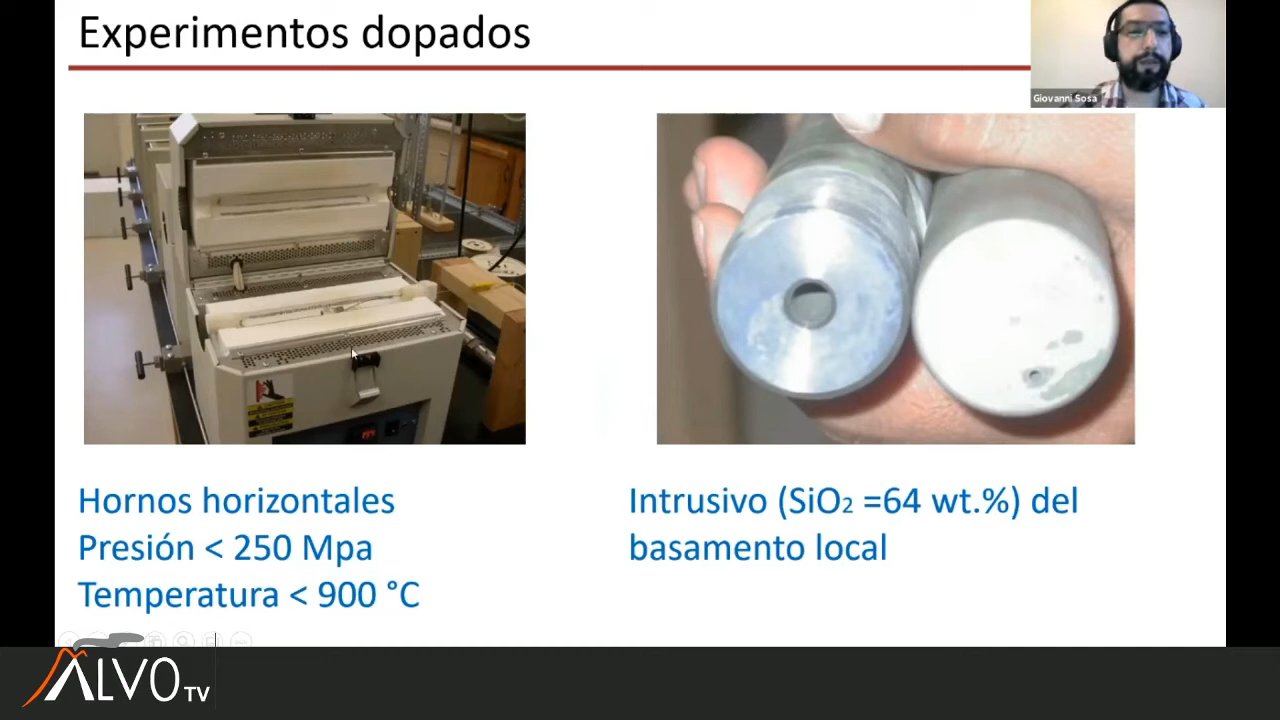 Experimentos dopados
Giovanni Sosa
Hornos horizontales
Presión < 250 Mpa
Temperatura < 900 °C
Intrusivo (SiO₂ =64 wt.%) del
basamento local
ALVO TV